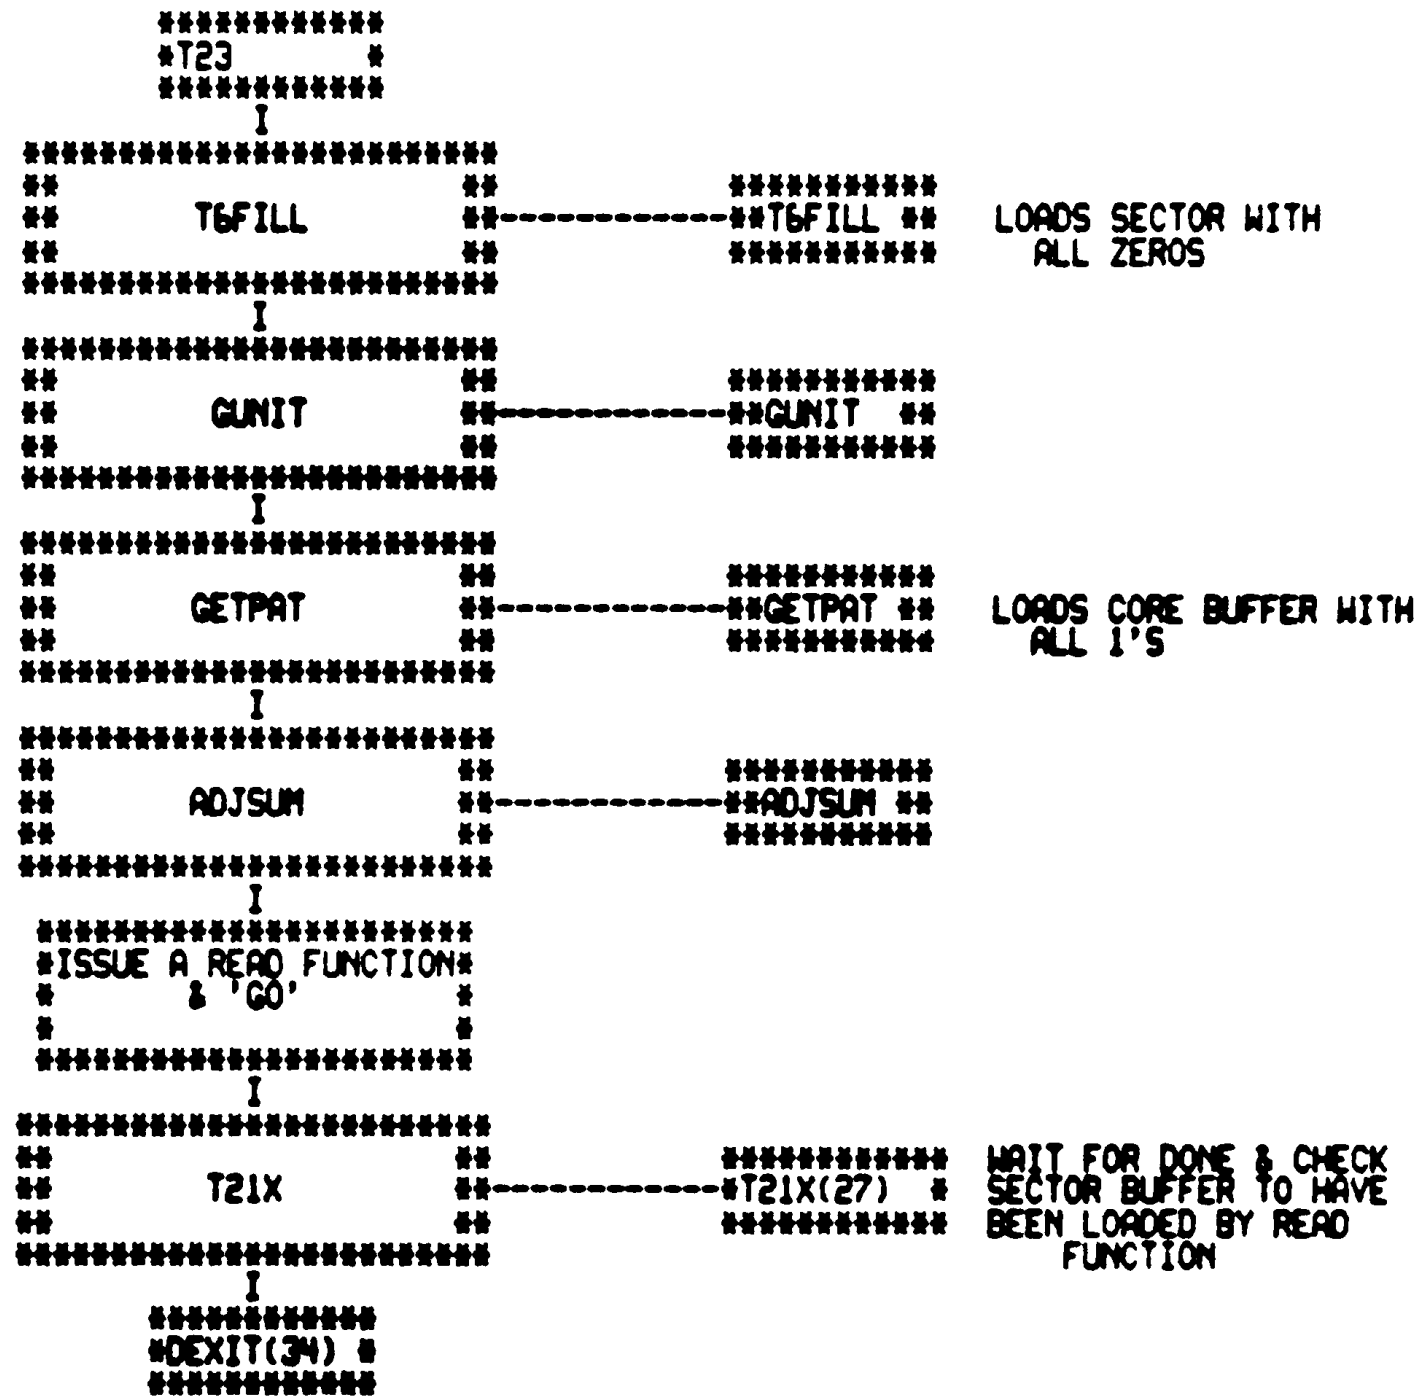 T23
I
T6FILL
T6FILL
LOADS SECTOR WITH
ALL ZEROS
I
GUNIT
GUNIT
I
GETPAT
GETPAT
LOADS CORE BUFFER WITH
ALL 1'S
I
ADJSUM
ADJSUM
I
ISSUE A READ FUNCTION
& 'GO'
I
T21X
T21X(27)
WAIT FOR DONE & CHECK
SECTOR BUFFER TO HAVE
BEEN LOADED BY READ
FUNCTION
I
DEXIT(34)